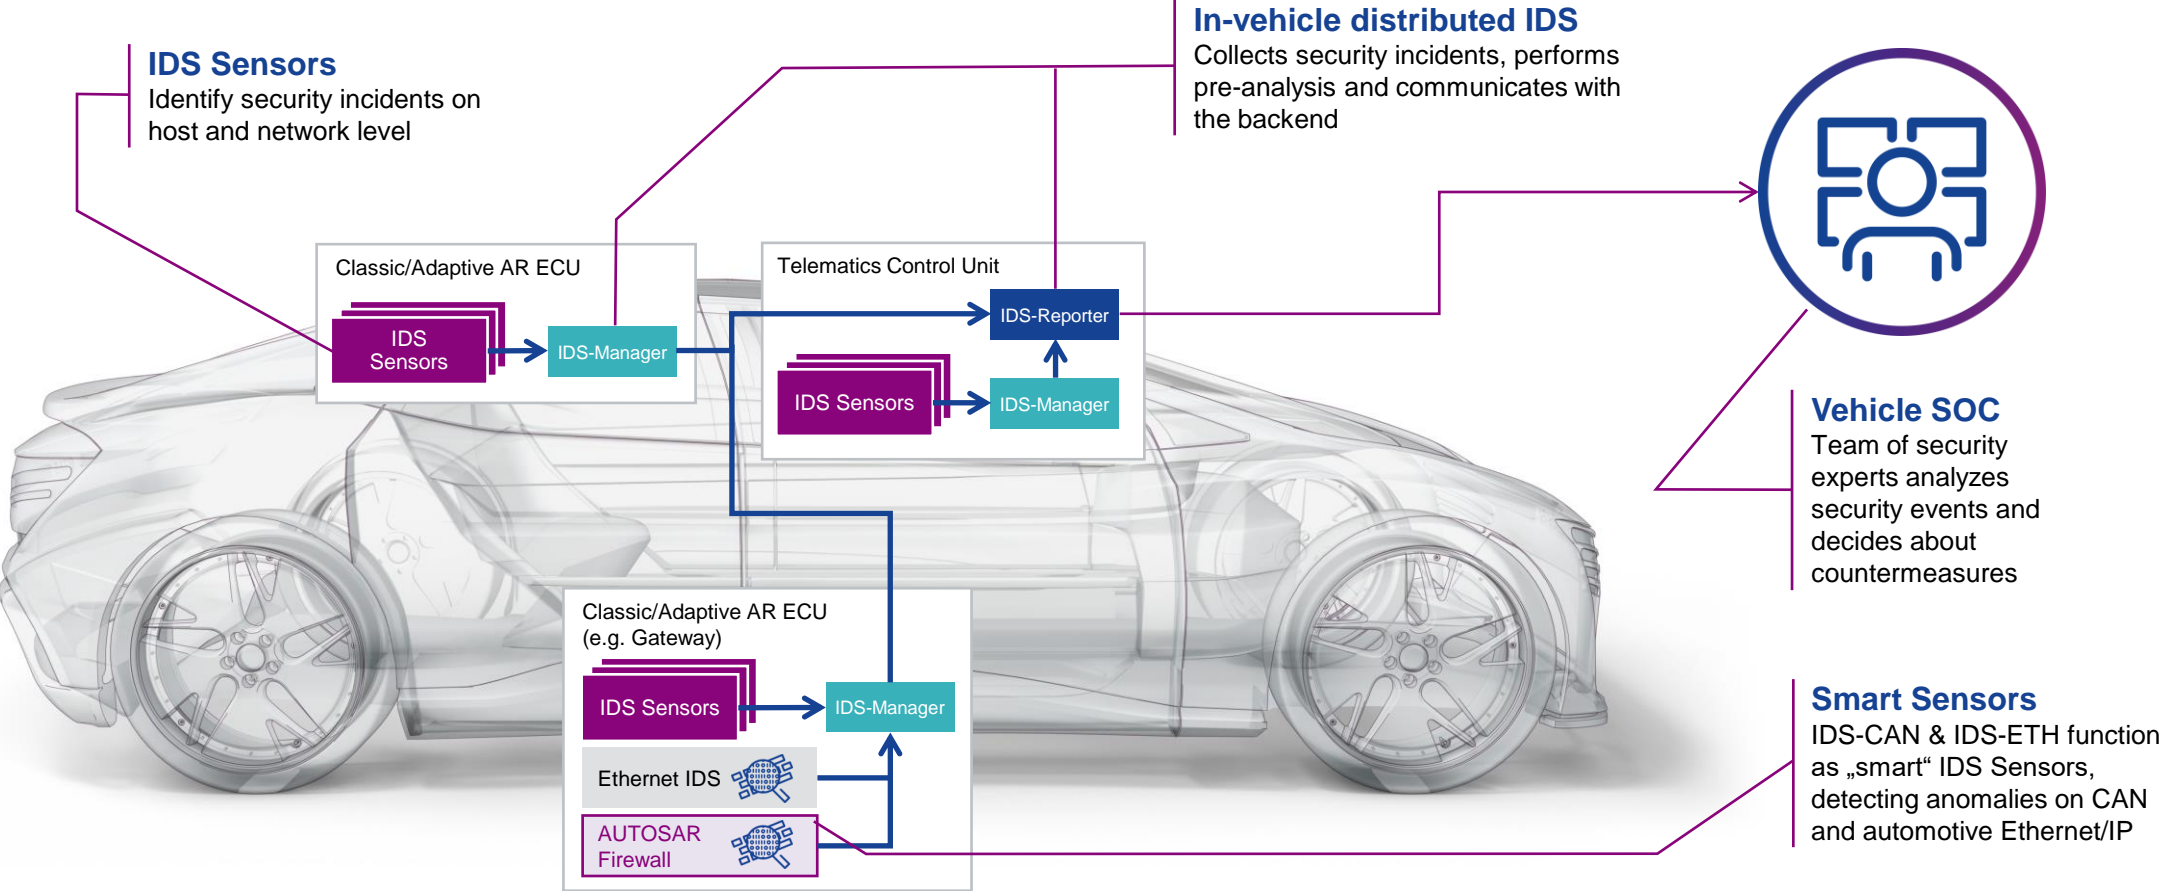 In-vehicle distributed IDS
Collects security incidents, performs
pre-analysis and communicates with
the backend
IDS Sensors
Identify security incidents on
host and network level
Classic/Adaptive AR ECU
IDS
Sensors
IDS-Manager
Telematics Control Unit
IDS-Reporter
IDS Sensors
IDS-Manager
Vehicle SOC
Team of security
experts analyzes
security events and
decides about
countermeasures
Classic/Adaptive AR ECU
(e.g. Gateway)
IDS Sensors
IDS-Manager
Ethernet IDS
AUTOSAR
Firewall
Smart Sensors
IDS-CAN & IDS-ETH function
as „smart“ IDS Sensors,
detecting anomalies on CAN
and automotive Ethernet/IP